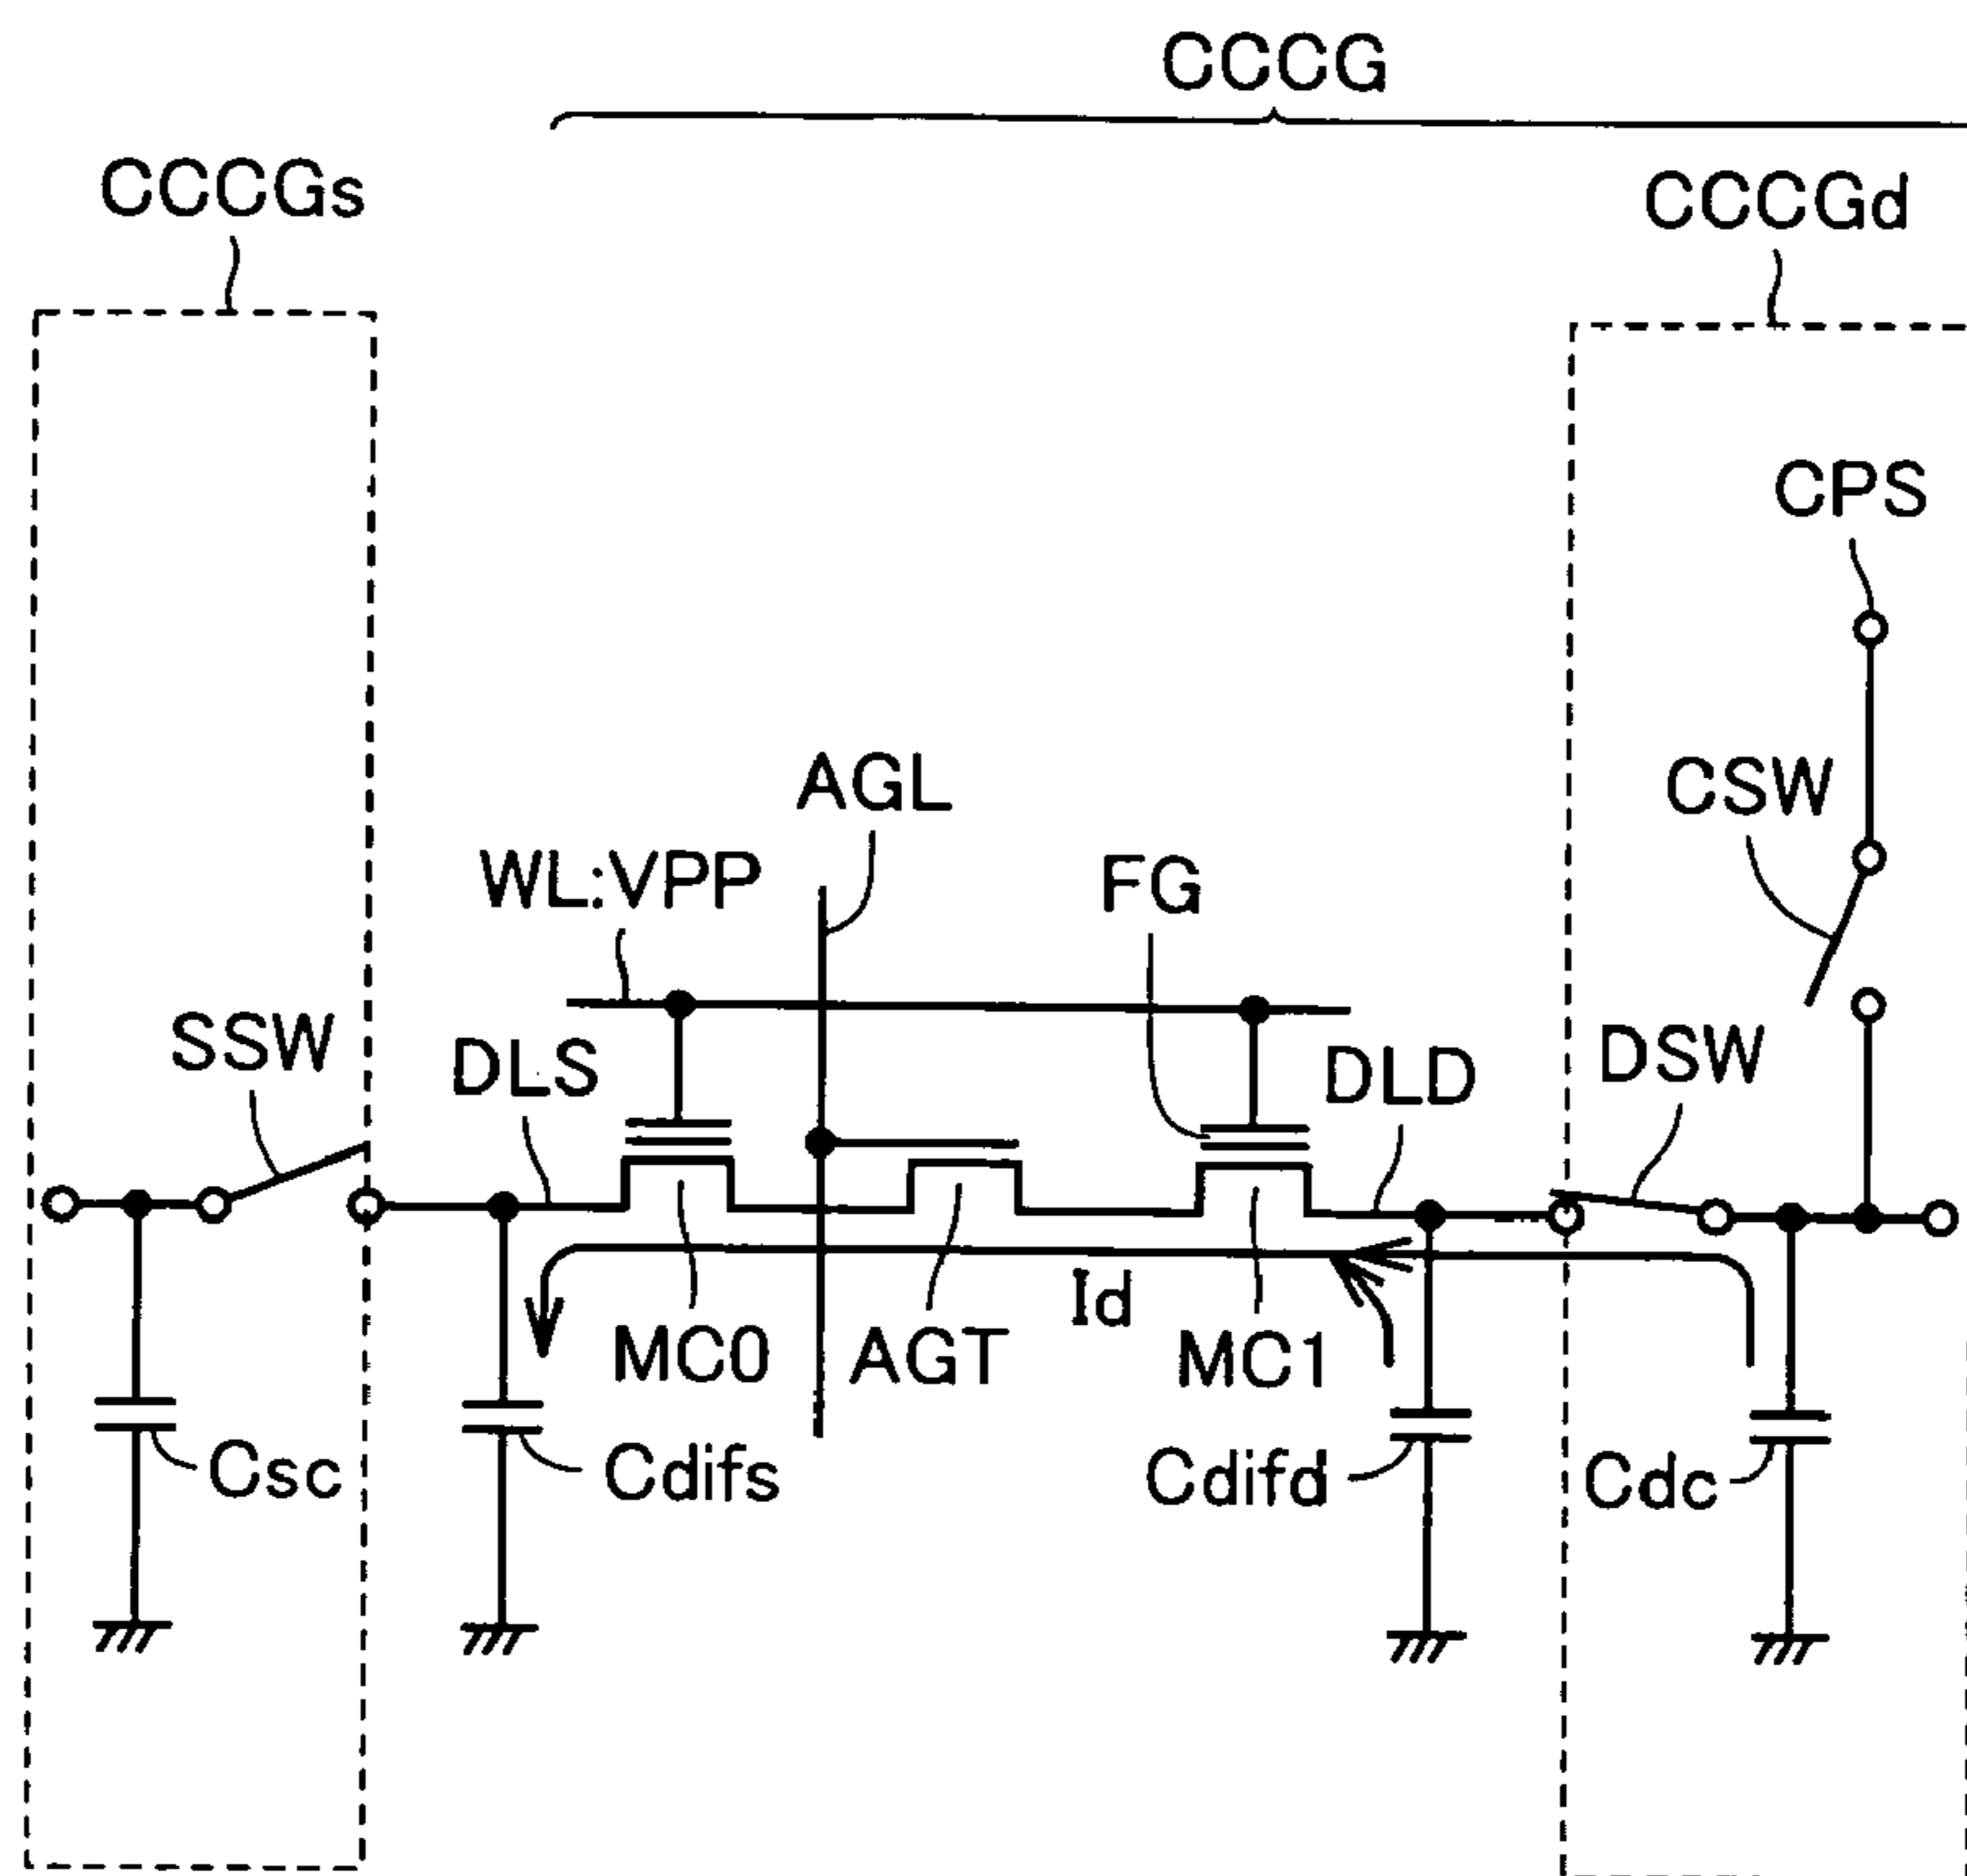 CCCG
CCCGs
CCCGd
CPS
AGL
CSW
WL:VPP
FG
SSW
DLS
DLD
DSW
Id
MC0
AGT
MC1
Csc
Cdifs
Cdifd
Cdc